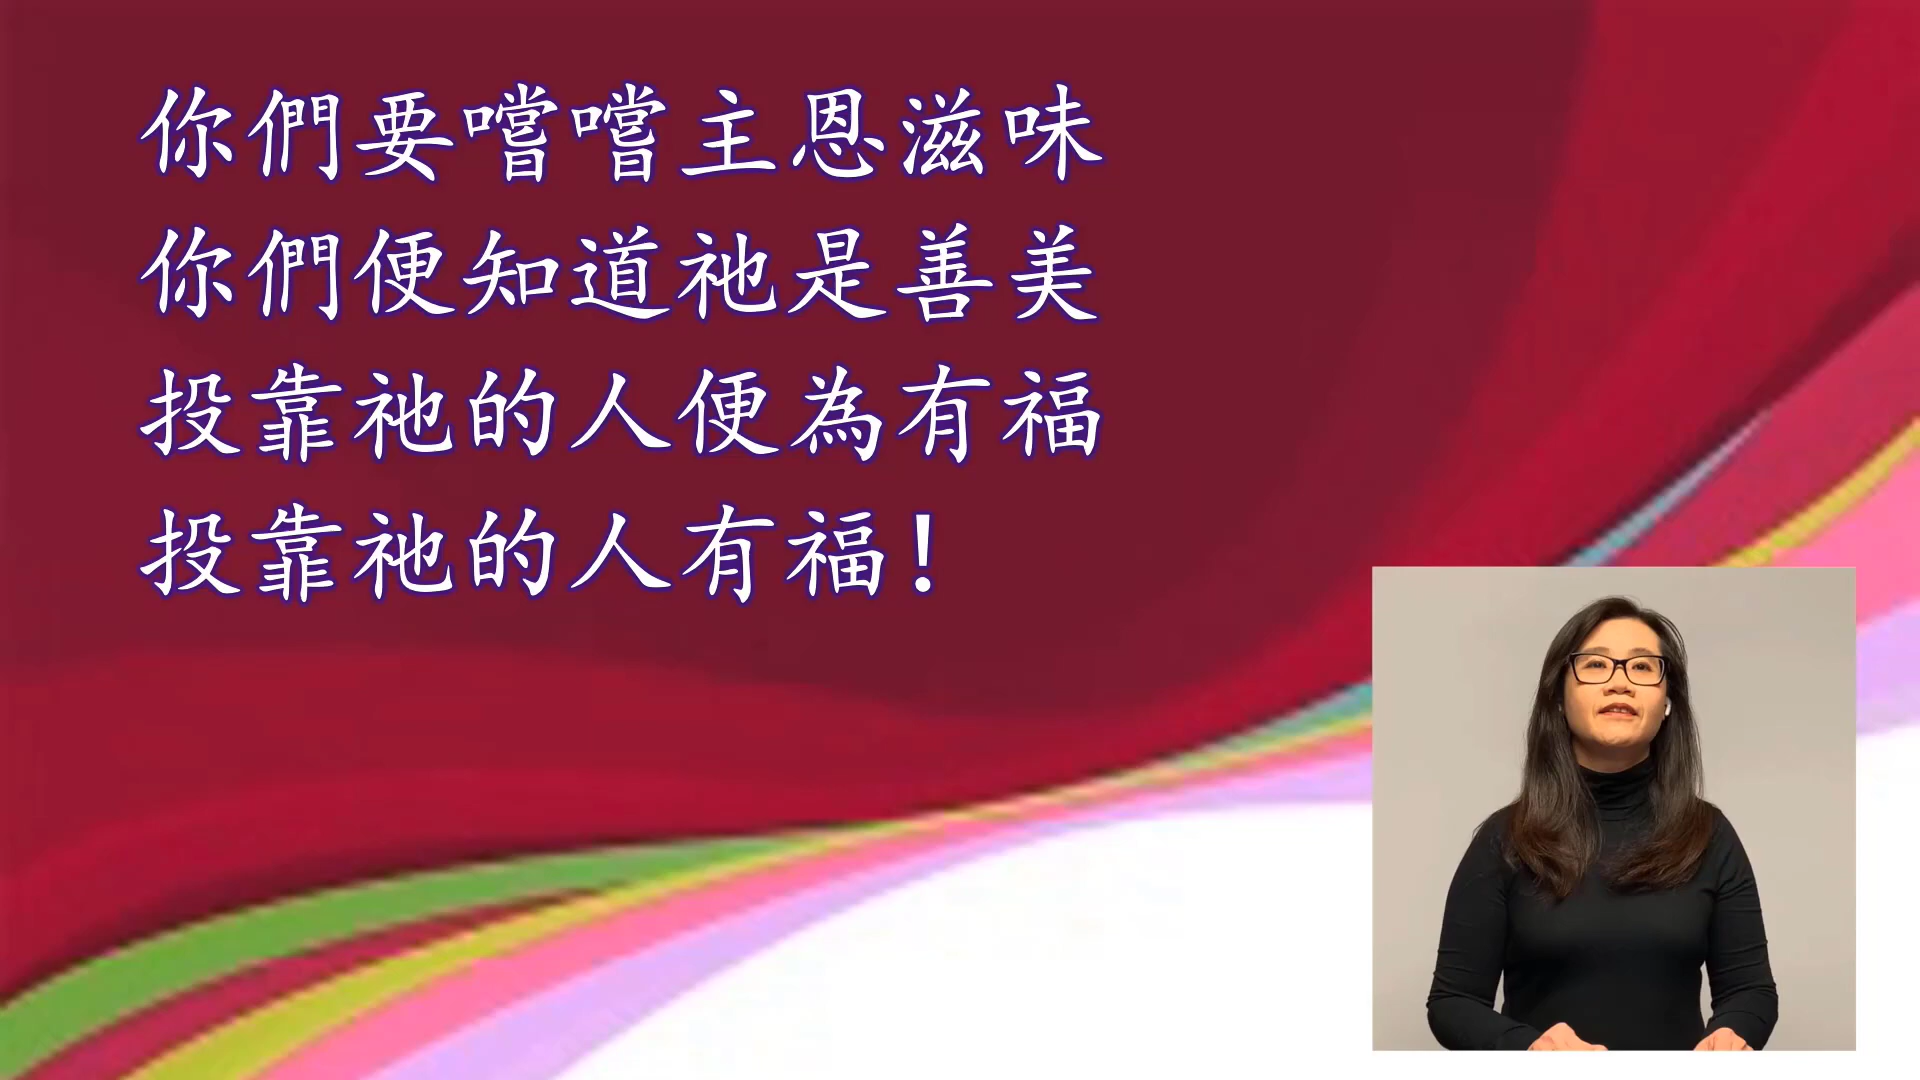 你們要嚐嚐主恩滋味
你們便知道祂是善美
投靠祂的人便為有福
投靠祂的人有福！